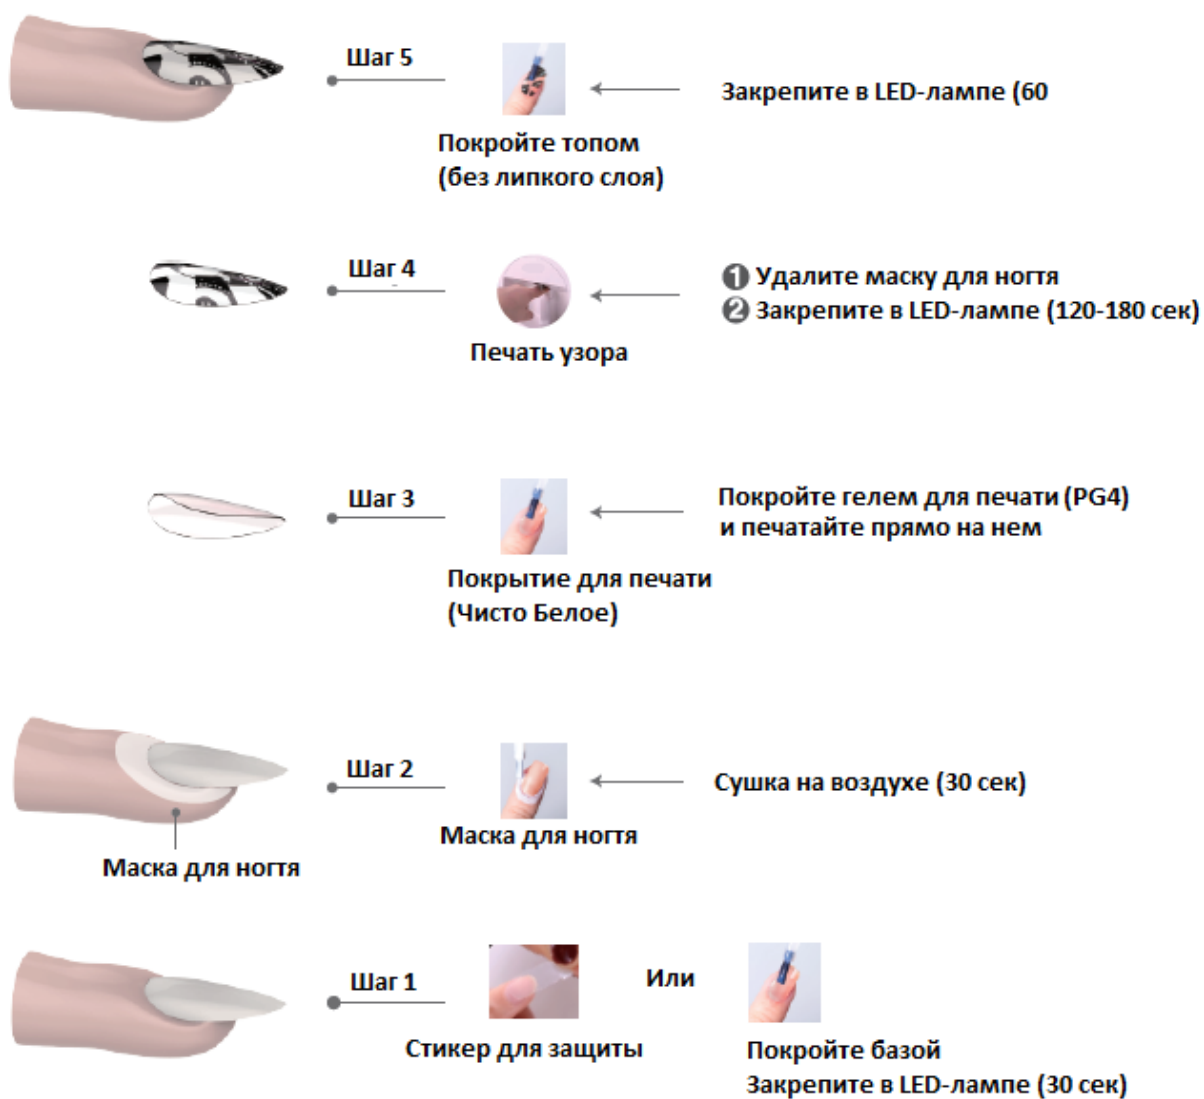 Шаг 5
Закрепите в LED-лампе (60
Покройте топом
(без липкого слоя)
Шаг 4
❶ Удалите маску для ногтя
❷ Закрепите в LED-лампе (120-180 сек)
Печать узора
Шаг 3
Покройте гелем для печати (PG4)
и печатайте прямо на нем
Покрытие для печати
(Чисто Белое)
Шаг 2
Сушка на воздухе (30 сек)
Маска для ногтя
Маска для ногтя
Шаг 1
Или
Стикер для защиты
Покройте базой
Закрепите в LED-лампе (30 сек)